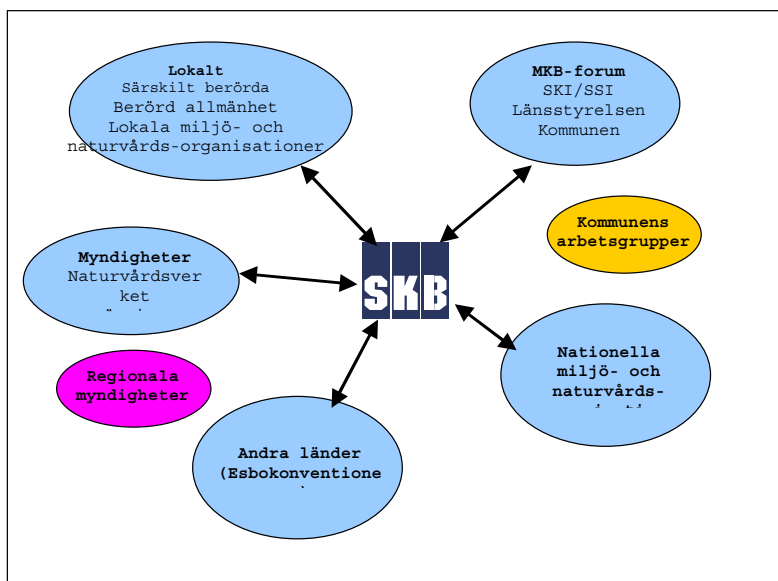 Lokalt
Särskilt berörda
Berörd allmänhet
Lokala miljö- och
naturvårds-organisationer
MKB-forum
SKI/SSI
Länsstyrelsen
Kommunen
Kommunens
arbetsgrupper
Myndigheter
Naturvårdsver
ket
SKB
Regionala
myndigheter
Nationella
miljö- och
naturvårds-
Andra länder
(Esbokonventione